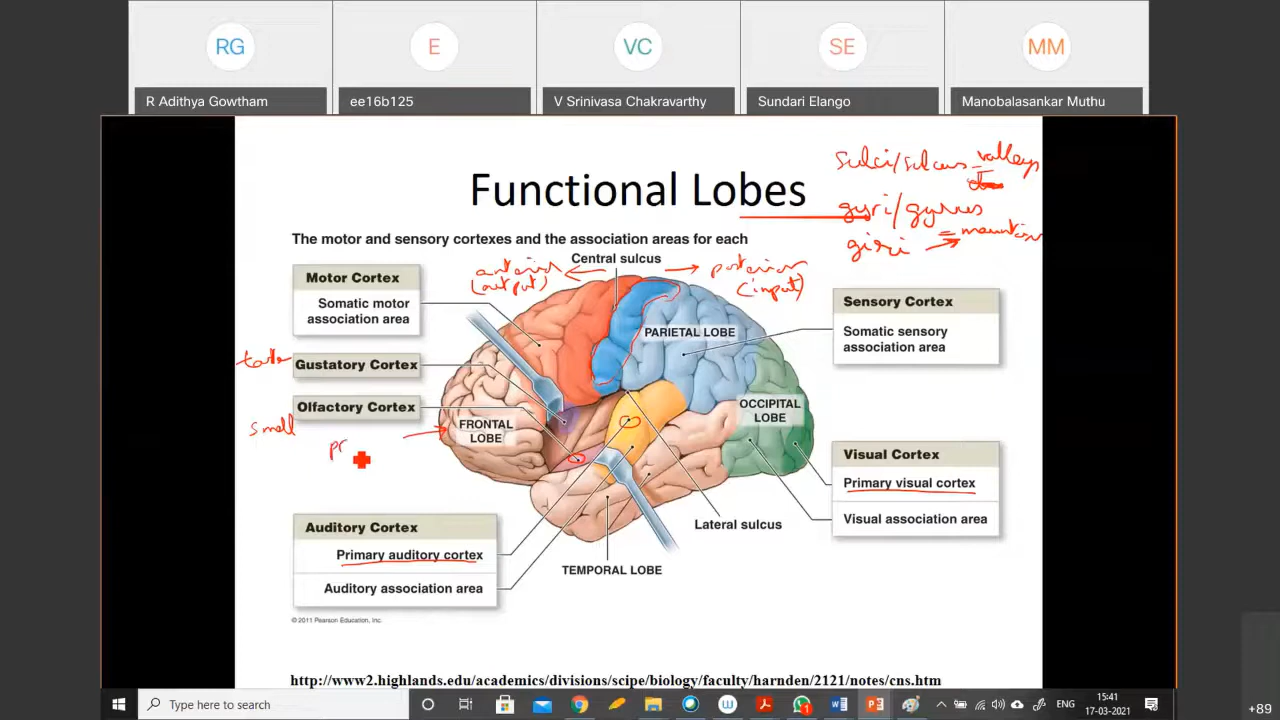 RG
E
VC
SE
MM
R Adithya Gowtham
ee16b125
V Srinivasa Chakravarthy
Sundari Elango
Manobalasankar Muthu
Functional Lobes
sulci/sulcus - valleys
gyri/gyrus
giri → = mountain
The motor and sensory cortexes and the association areas for each
Central sulcus
anterior
(output)
posterior
(input)
Motor Cortex
Somatic motor
association area
taste
Gustatory Cortex
Olfactory Cortex
smell
pr
FRONTAL
LOBE
PARIETAL LOBE
OCCIPITAL
LOBE
Sensory Cortex
Somatic sensory
association area
Visual Cortex
Primary visual cortex
Visual association area
Auditory Cortex
Primary auditory cortex
Auditory association area
Lateral sulcus
TEMPORAL LOBE
© 2011 Pearson Education, Inc.
http://www2.highlands.edu/academics/divisions/scipe/biology/faculty/harnden/2121/notes/cns.htm
Type here to search
ENG
15:41
17-03-2021
+89